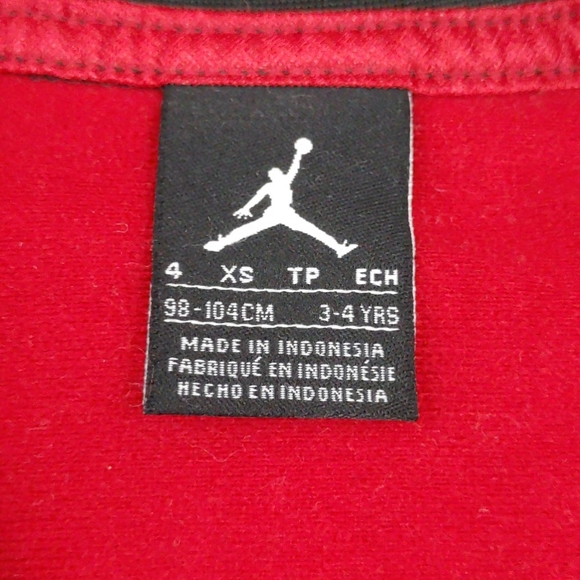 4 XS TP ECH
98-104CM 3-4 YRS
MADE IN INDONESIA
FABRIQUÉ EN INDONÉSIE
HECHO EN INDONESIA